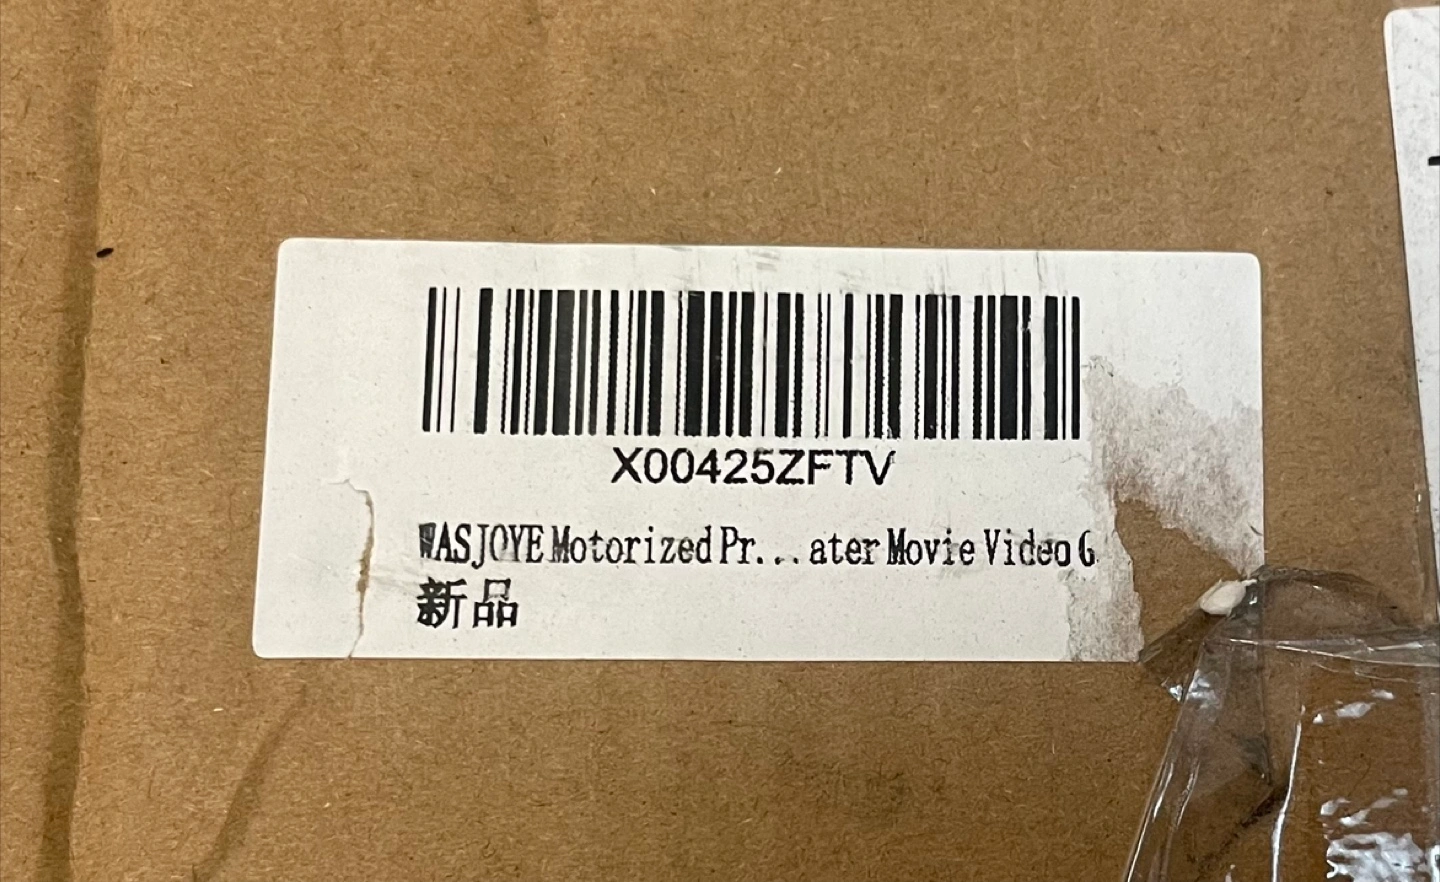 X00425ZFTV
WASJOYE Motorized Pr...ater Movie Video G
新品